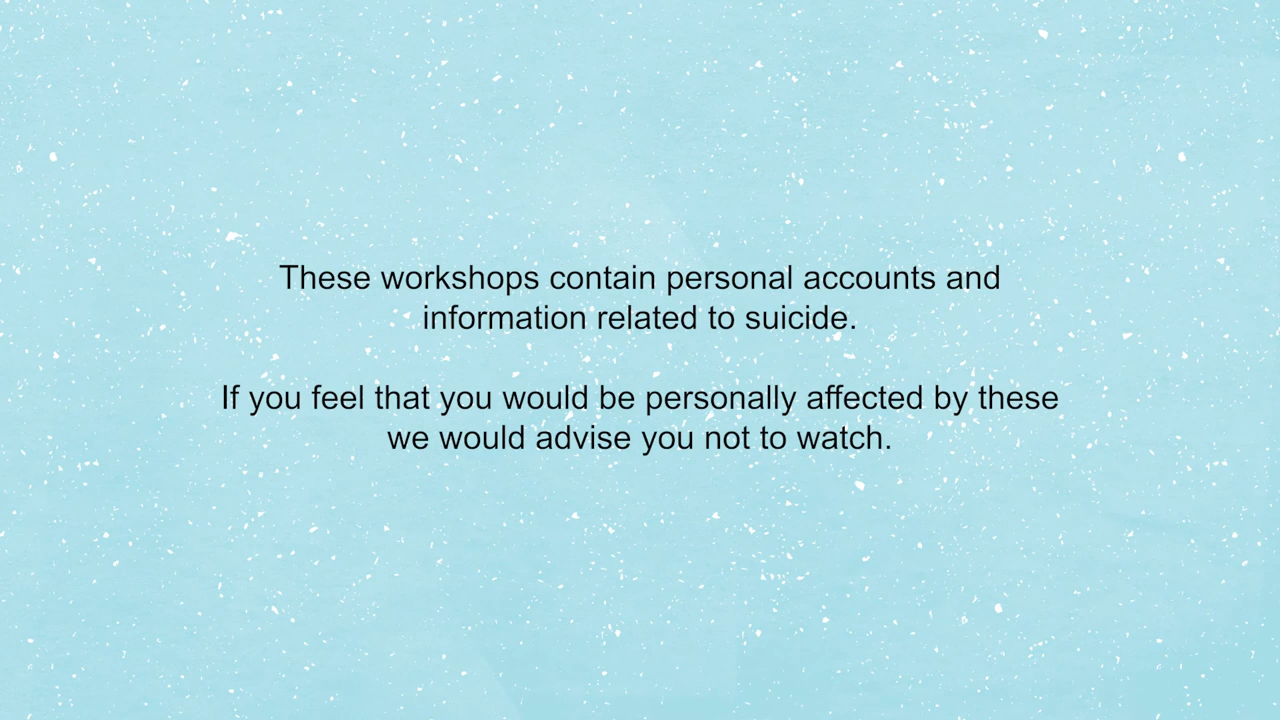 These workshops contain personal accounts and
information related to suicide.
If you feel that you would be personally affected by these
we would advise you not to watch.